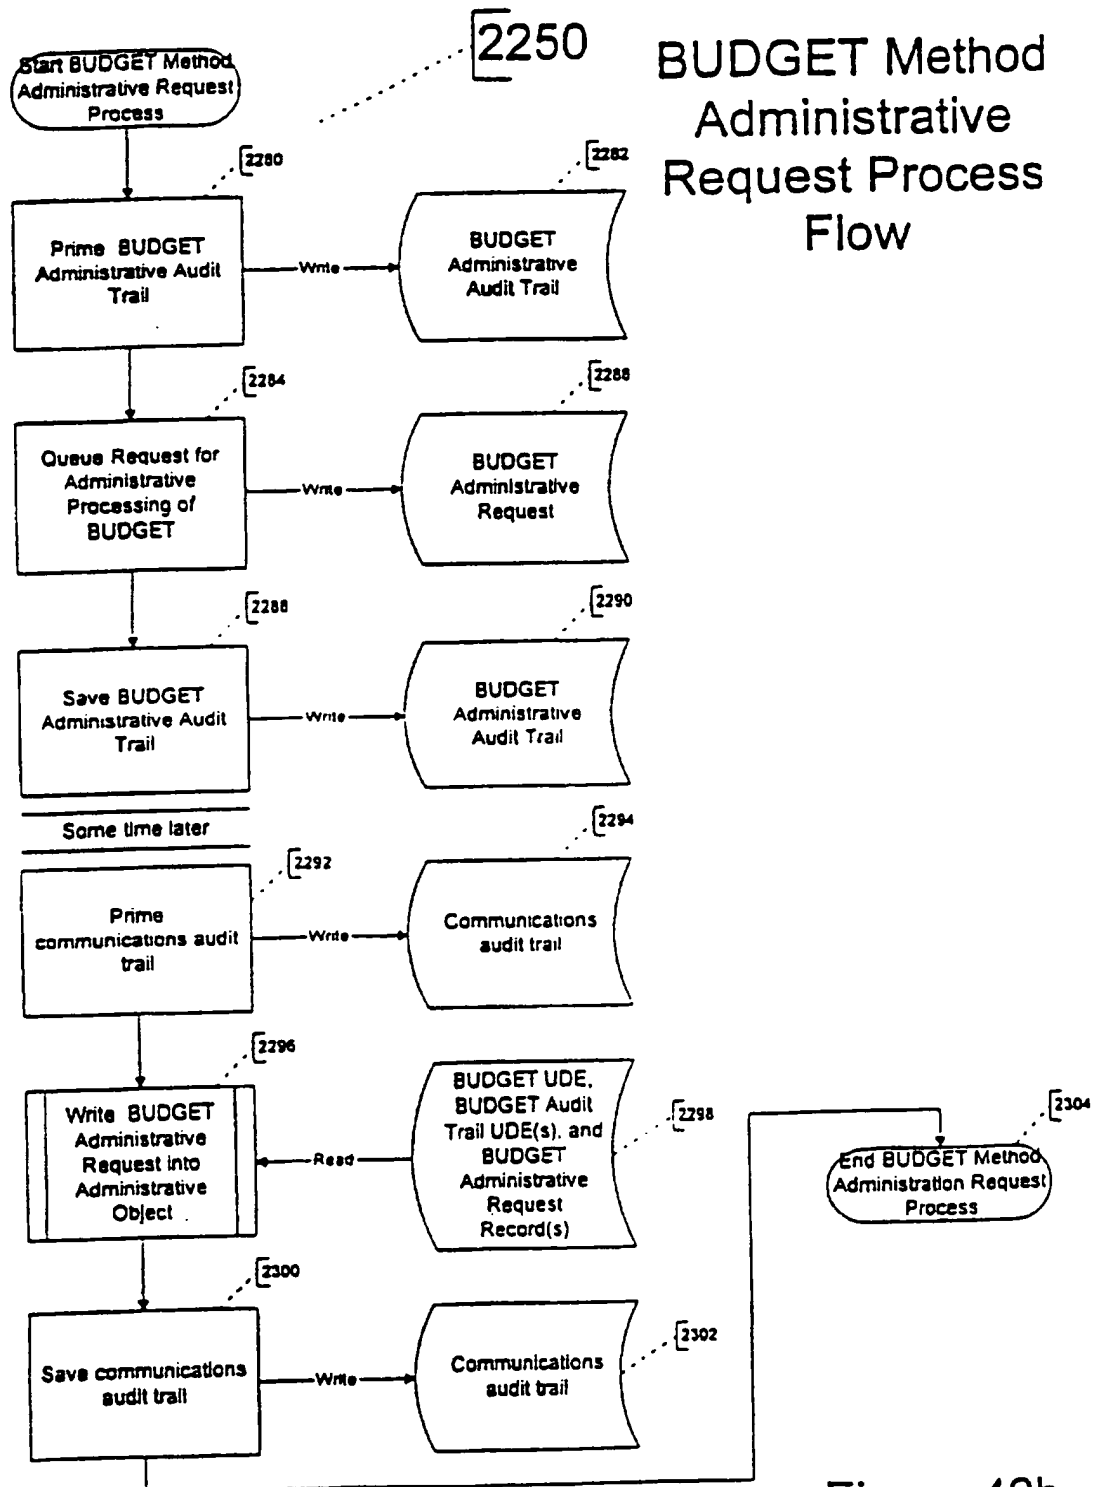 2250
BUDGET Method
Administrative
Request Process
Flow
Start BUDGET Method
Administrative Request
Process
2280
Prime BUDGET
Administrative Audit
Trail
Write
2282
BUDGET
Administrative
Audit Trail
2284
Queue Request for
Administrative
Processing of
BUDGET
Write
2288
BUDGET
Administrative
Request
2288
Save BUDGET
Administrative Audit
Trail
Write
2290
BUDGET
Administrative
Audit Trail
Some time later
2292
Prime
communications audit
trail
Write
2294
Communications
audit trail
2296
Write BUDGET
Administrative
Request into
Administrative
Object
Read
2298
BUDGET UDE,
BUDGET Audit
Trail UDE(s), and
BUDGET
Administrative
Request
Record(s)
2300
Save communications
audit trail
Write
2302
Communications
audit trail
2304
End BUDGET Method
Administration Request
Process